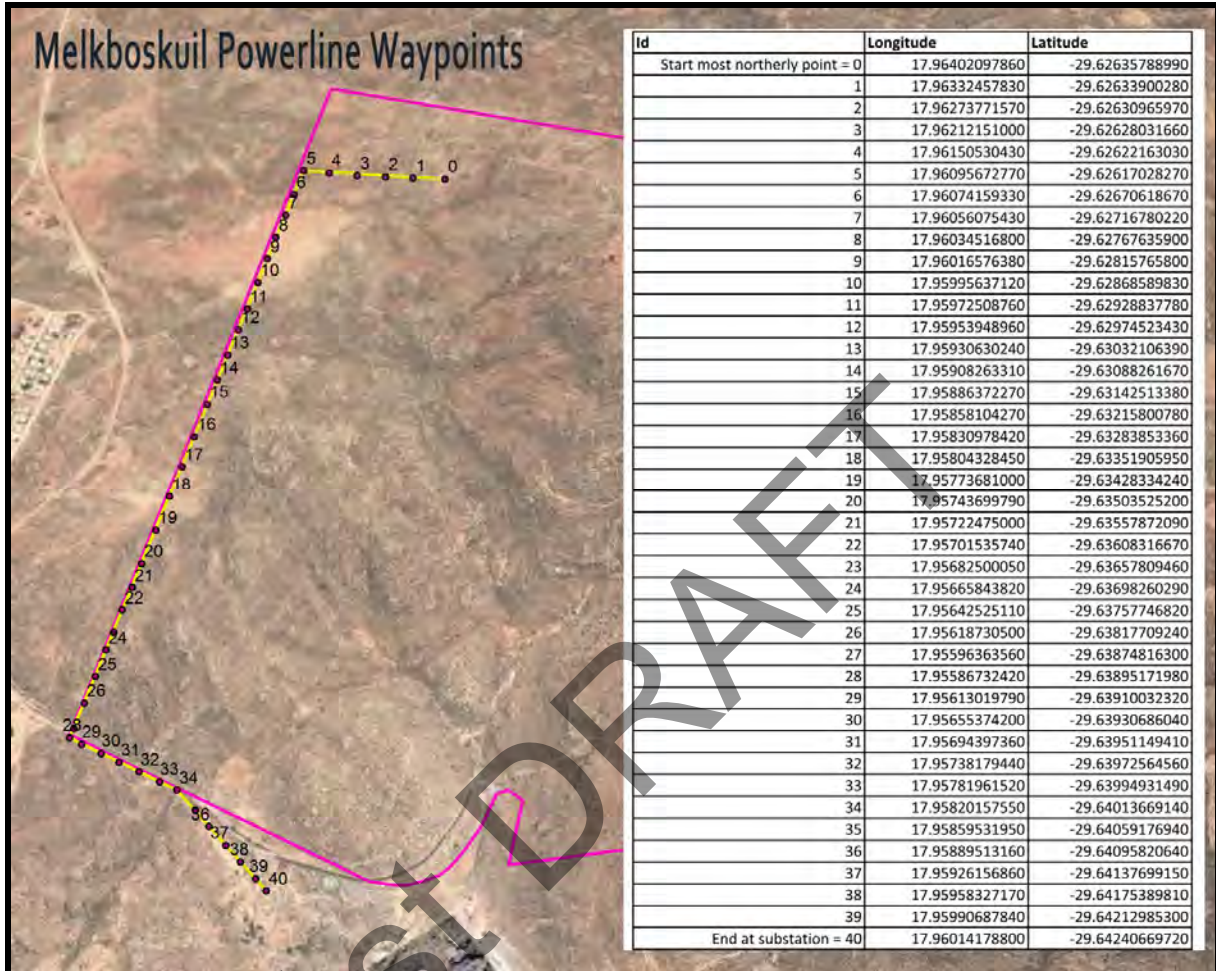 Melkboskuil Powerline Waypoints
Id Longitude Latitude
Start most northerly point = 0 17.96402097860 -29.62635788990
1 17.96332457830 -29.62633900280
2 17.96273771570 -29.62630965970
3 17.96212151000 -29.62628031660
4 17.96150530430 -29.62622163030
5 17.96095672770 -29.62617028270
6 17.96074159330 -29.62670618670
7 17.96056075430 -29.62716780220
8 17.96034516800 -29.62767635900
9 17.96016576380 -29.62815765800
10 17.95995637120 -29.62868589830
11 17.95972508760 -29.62928837780
12 17.95953948960 -29.62974523430
13 17.95930630240 -29.63032106390
14 17.95908263310 -29.63088261670
15 17.95886372270 -29.63142513380
16 17.95858104270 -29.63215800780
17 17.95830978420 -29.63283853360
18 17.95804328450 -29.63351905950
19 17.95773681000 -29.63428334240
20 17.95743699790 -29.63503525200
21 17.95722475000 -29.63557872090
22 17.95701535740 -29.63608316670
23 17.95682500050 -29.63657809460
24 17.95665843820 -29.63698260290
25 17.95642525110 -29.63757746820
26 17.95618730500 -29.63817709240
27 17.95596363560 -29.63874816300
28 17.95586732420 -29.63895171980
29 17.95613019790 -29.63910032320
30 17.95655374200 -29.63930686040
31 17.95694397360 -29.63951149410
32 17.95738179440 -29.63972564560
33 17.95781961520 -29.63994931490
34 17.95820157550 -29.64013669140
35 17.95859531950 -29.64059176940
36 17.95889513160 -29.64095820640
37 17.95926156860 -29.64137699150
38 17.95958327170 -29.64175389810
39 17.95990687840 -29.64212985300
End at substation = 40 17.96014178800 -29.64240669720
5 4 3 2 1 0
6
7
8
9
10
11
12
13
14
15
16
17
18
19
20
21
22
24
25
26
28
29
30
31
32
33
34
36
37
38
39
40
st DRAFT